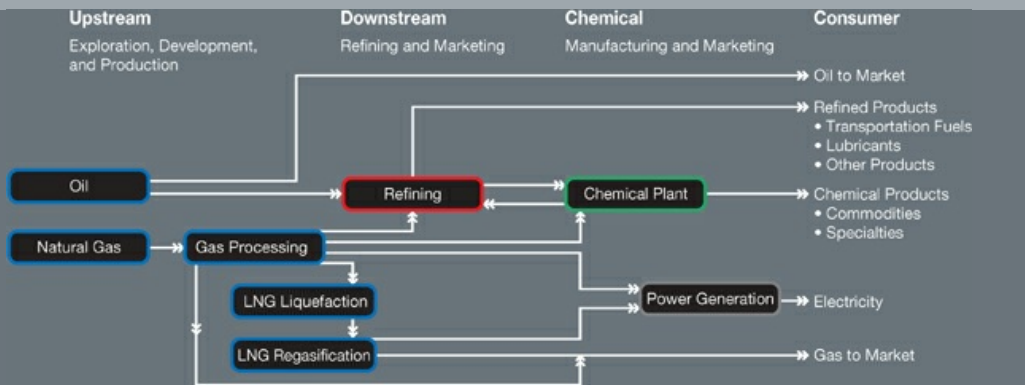 Upstream
Exploration, Development,
and Production
Downstream
Refining and Marketing
Chemical
Manufacturing and Marketing
Consumer
Oil to Market
Refined Products
• Transportation Fuels
• Lubricants
• Other Products
Oil
Refining
Chemical Plant
Chemical Products
• Commodities
• Specialties
Natural Gas
Gas Processing
LNG Liquefaction
Power Generation
Electricity
LNG Regasification
Gas to Market